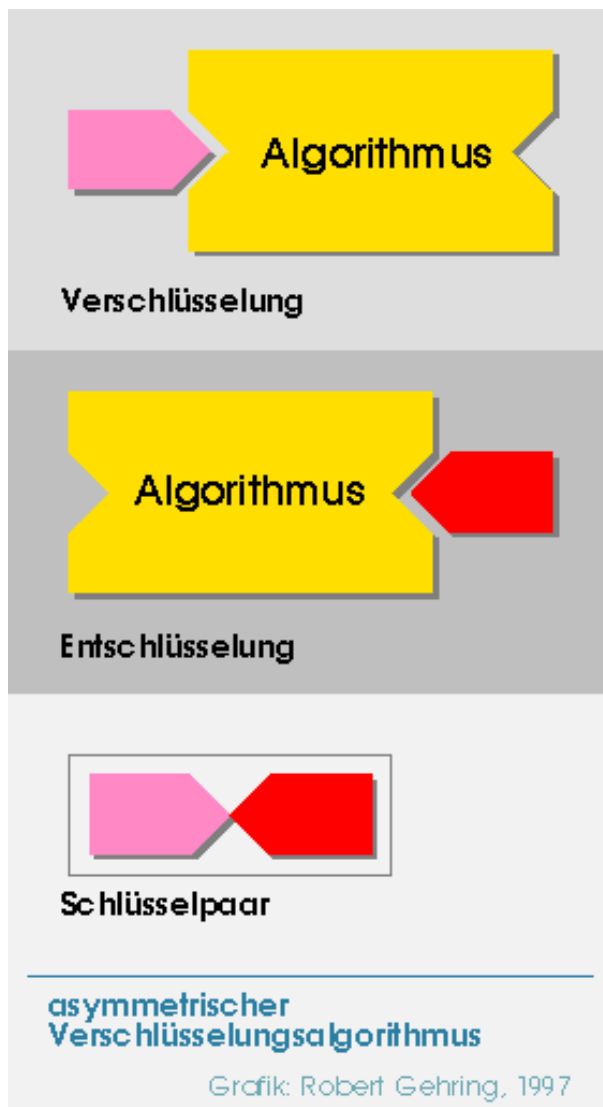 Algorithmus
Verschlüsselung
Algorithmus
Entschlüsselung
Schlüsselpaar
asymmetrischer
Verschlüsselungsalgorithmus
Grafik: Robert Gehring, 1997